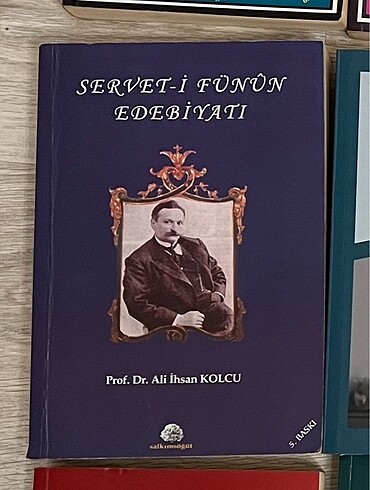 SERVET-İ FÜNÛN
EDEBİYATI
Prof. Dr. Ali İhsan KOLCU
salkımsöğüt
5. BASKI